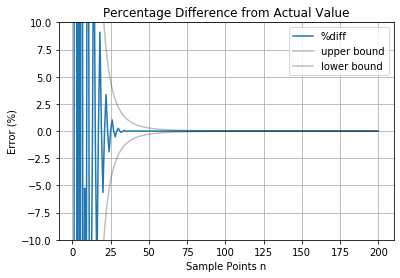 Percentage Difference from Actual Value
10.0
7.5
5.0
2.5
0.0
−2.5
−5.0
−7.5
−10.0
Error (%)
%diff
upper bound
lower bound
0 25 50 75 100 125 150 175 200
Sample Points n